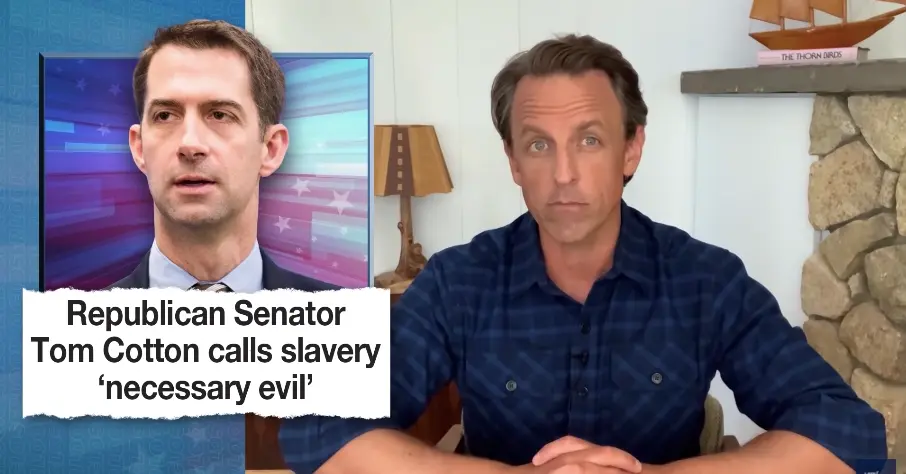 THE THORN BIRDS
Republican Senator
Tom Cotton calls slavery
‘necessary evil’